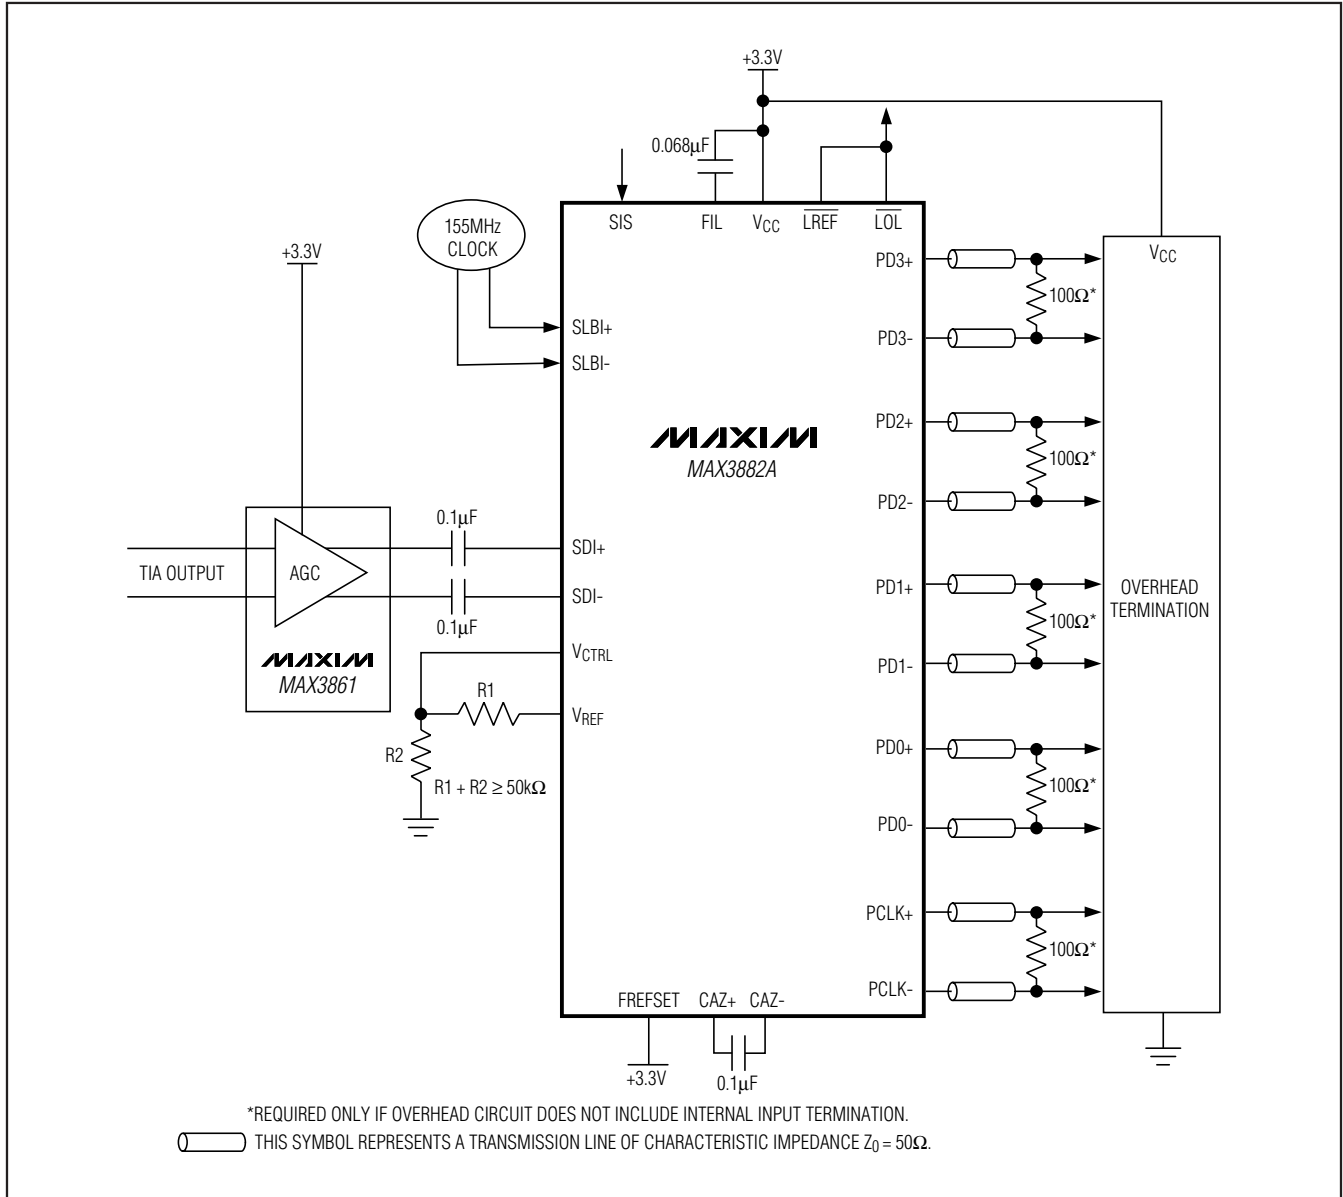 +3.3V
0.068μF
SIS
FIL
VCC
LREF
LOL
155MHz
CLOCK
+3.3V
VCC
PD3+
100Ω*
SLBI+
PD3-
SLBI-
PD2+
MAXIM
MAX3882A
100Ω*
PD2-
0.1μF
SDI+
TIA OUTPUT
AGC
PD1+
OVERHEAD
TERMINATION
SDI-
0.1μF
100Ω*
MAXIM
MAX3861
VCTRL
PD1-
R1
VREF
R2
PD0+
R1 + R2 ≥ 50kΩ
100Ω*
PD0-
PCLK+
100Ω*
PCLK-
FREFSET
CAZ+
CAZ-
+3.3V
0.1μF
*REQUIRED ONLY IF OVERHEAD CIRCUIT DOES NOT INCLUDE INTERNAL INPUT TERMINATION.
THIS SYMBOL REPRESENTS A TRANSMISSION LINE OF CHARACTERISTIC IMPEDANCE Z0 = 50Ω.